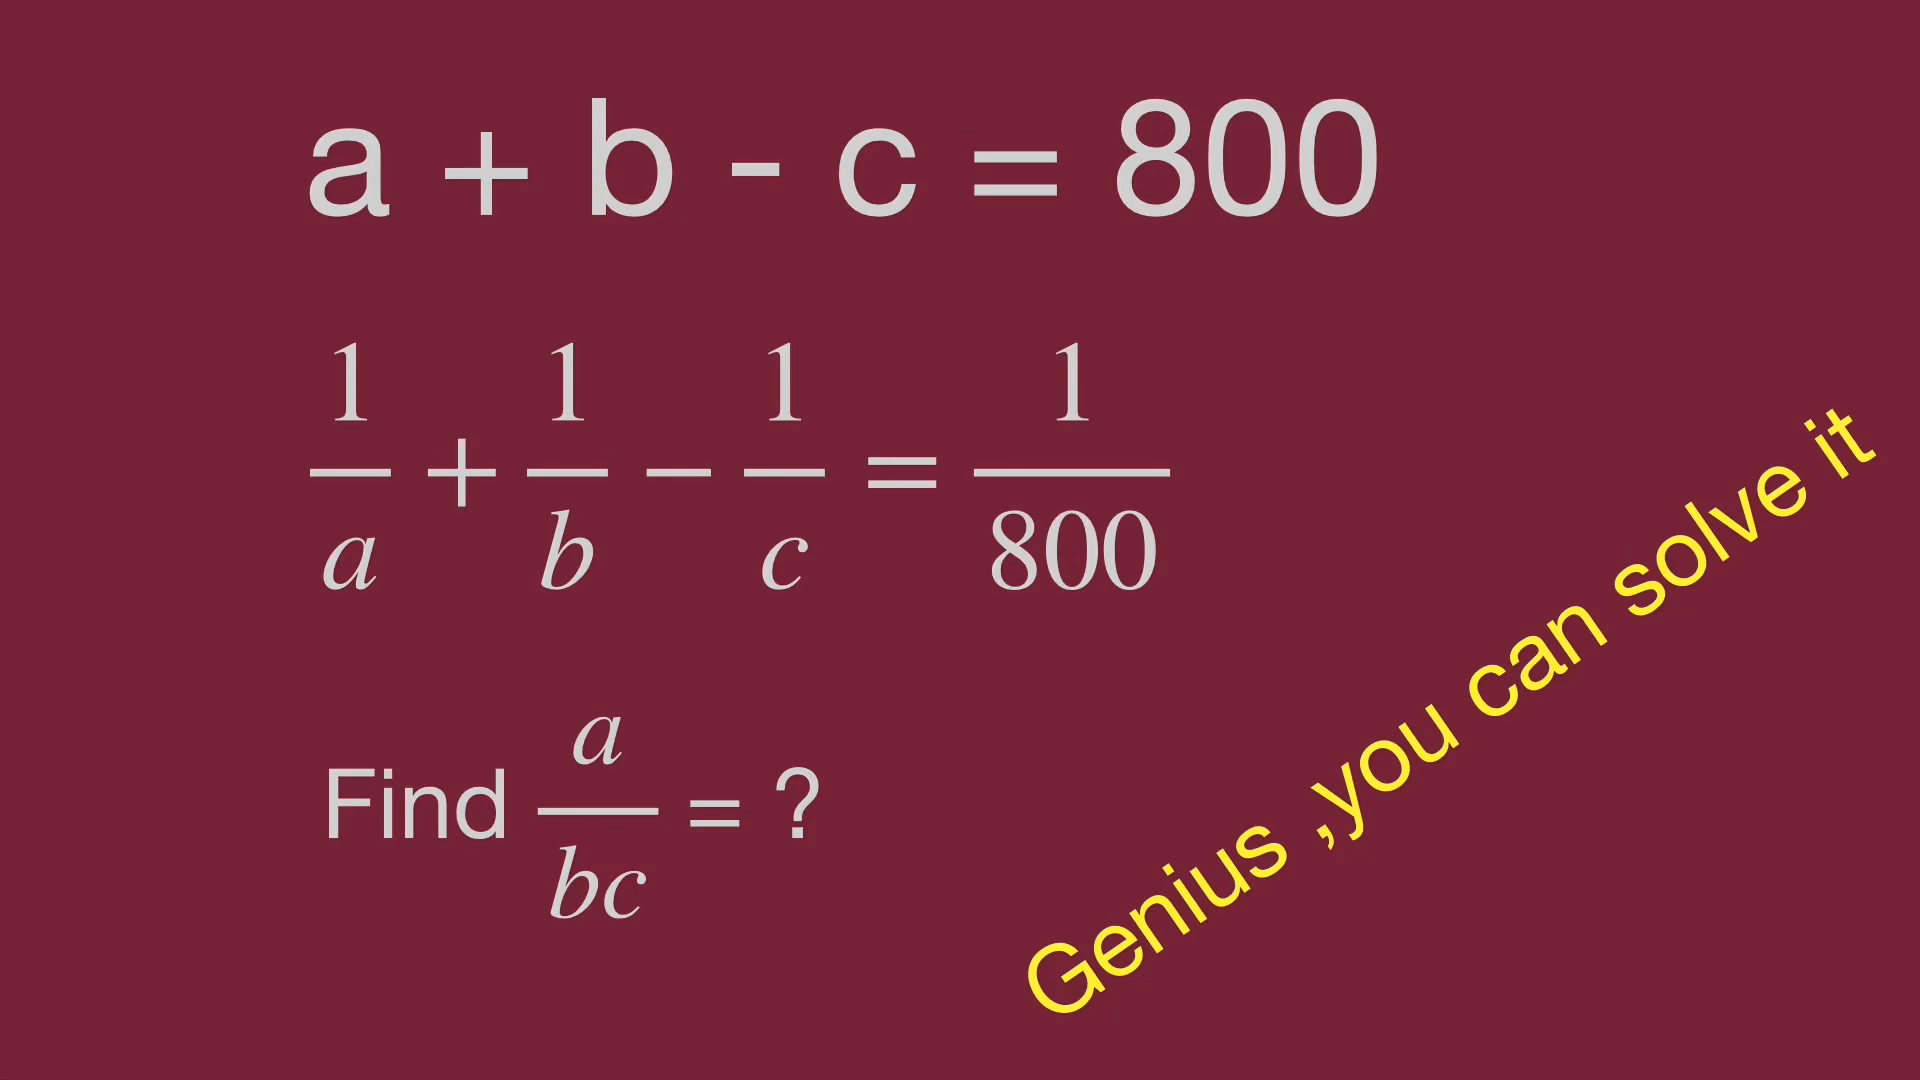 a + b - c = 800
1/a + 1/b − 1/c = 1/800
Find a/bc = ?
Genius ,you can solve it